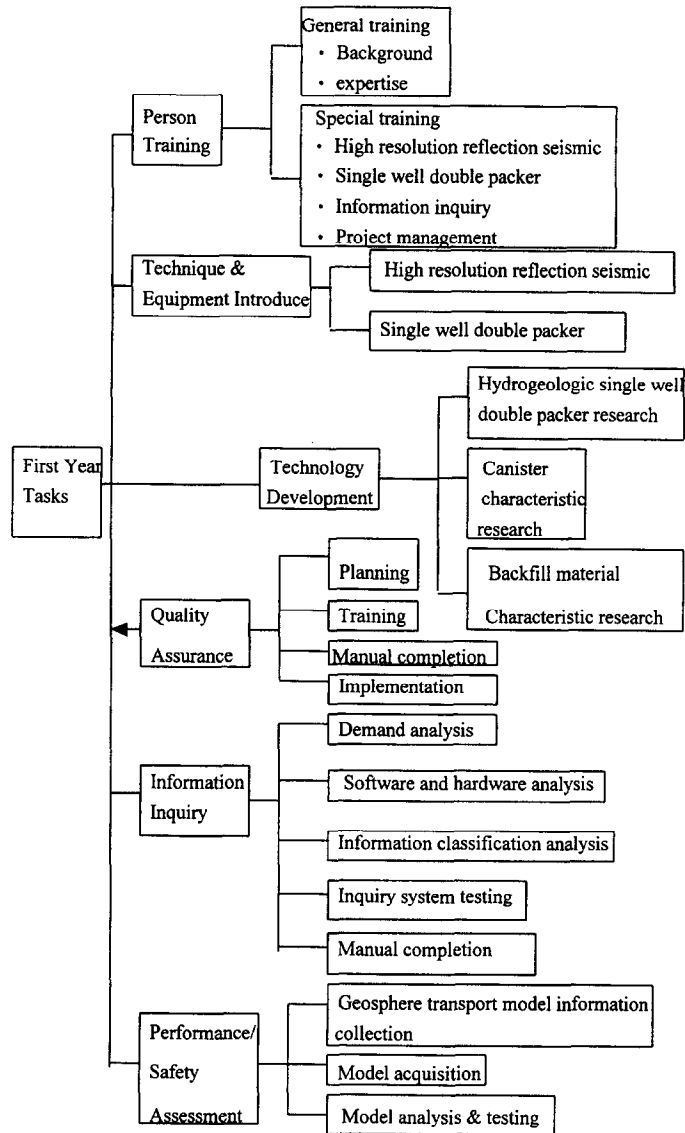 General training
· Background
· expertise
Person
Training
Special training
· High resolution reflection seismic
· Single well double packer
· Information inquiry
· Project management
Technique &
Equipment Introduce
High resolution reflection seismic
Single well double packer
First Year
Tasks
Technology
Development
Hydrogeologic single well
double packer research
Canister
characteristic
research
Backfill material
Characteristic research
Quality
Assurance
Planning
Training
Manual completion
Implementation
Information
Inquiry
Demand analysis
Software and hardware analysis
Information classification analysis
Inquiry system testing
Manual completion
Performance/
Safety
Assessment
Geosphere transport model information
collection
Model acquisition
Model analysis & testing